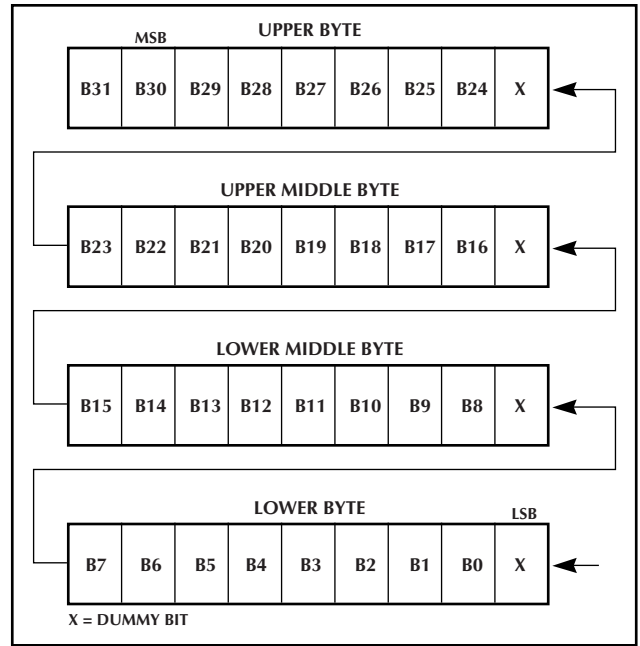 MSB
UPPER BYTE
B31 B30 B29 B28 B27 B26 B25 B24 X
UPPER MIDDLE BYTE
B23 B22 B21 B20 B19 B18 B17 B16 X
LOWER MIDDLE BYTE
B15 B14 B13 B12 B11 B10 B9 B8 X
LOWER BYTE
LSB
B7 B6 B5 B4 B3 B2 B1 B0 X
X = DUMMY BIT